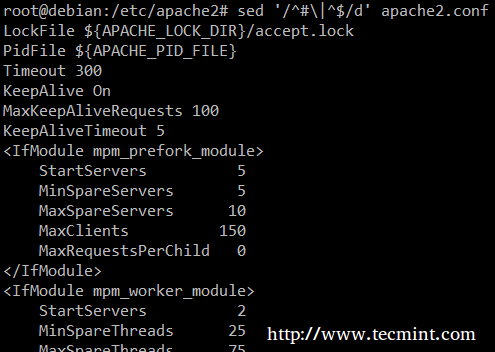 root@debian:/etc/apache2# sed '/^#\|^$/d' apache2.conf
LockFile ${APACHE_LOCK_DIR}/accept.lock
PidFile ${APACHE_PID_FILE}
Timeout 300
KeepAlive On
MaxKeepAliveRequests 100
KeepAliveTimeout 5
<IfModule mpm_prefork_module>
    StartServers          5
    MinSpareServers       5
    MaxSpareServers      10
    MaxClients          150
    MaxRequestsPerChild   0
</IfModule>
<IfModule mpm_worker_module>
    StartServers          2
    MinSpareThreads      25
    MaxSpareThreads      75
http://www.tecmint.com